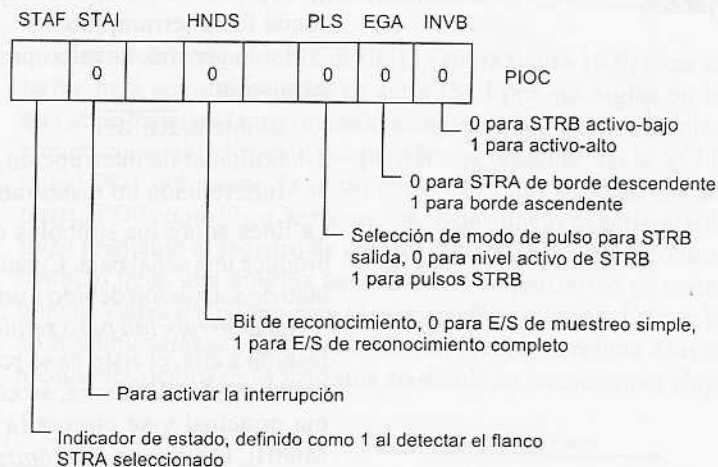 STAF STAI HNDS PLS EGA INVB
0 0 0 0 0 PIOC
0 para STRB activo-bajo
1 para activo-alto
0 para STRA de borde descendente
1 para borde ascendente
Selección de modo de pulso para STRB
salida, 0 para nivel activo de STRB
1 para pulsos STRB
Bit de reconocimiento, 0 para E/S de muestreo simple,
1 para E/S de reconocimiento completo
Para activar la interrupción
Indicador de estado, definido como 1 al detectar el flanco
STRA seleccionado